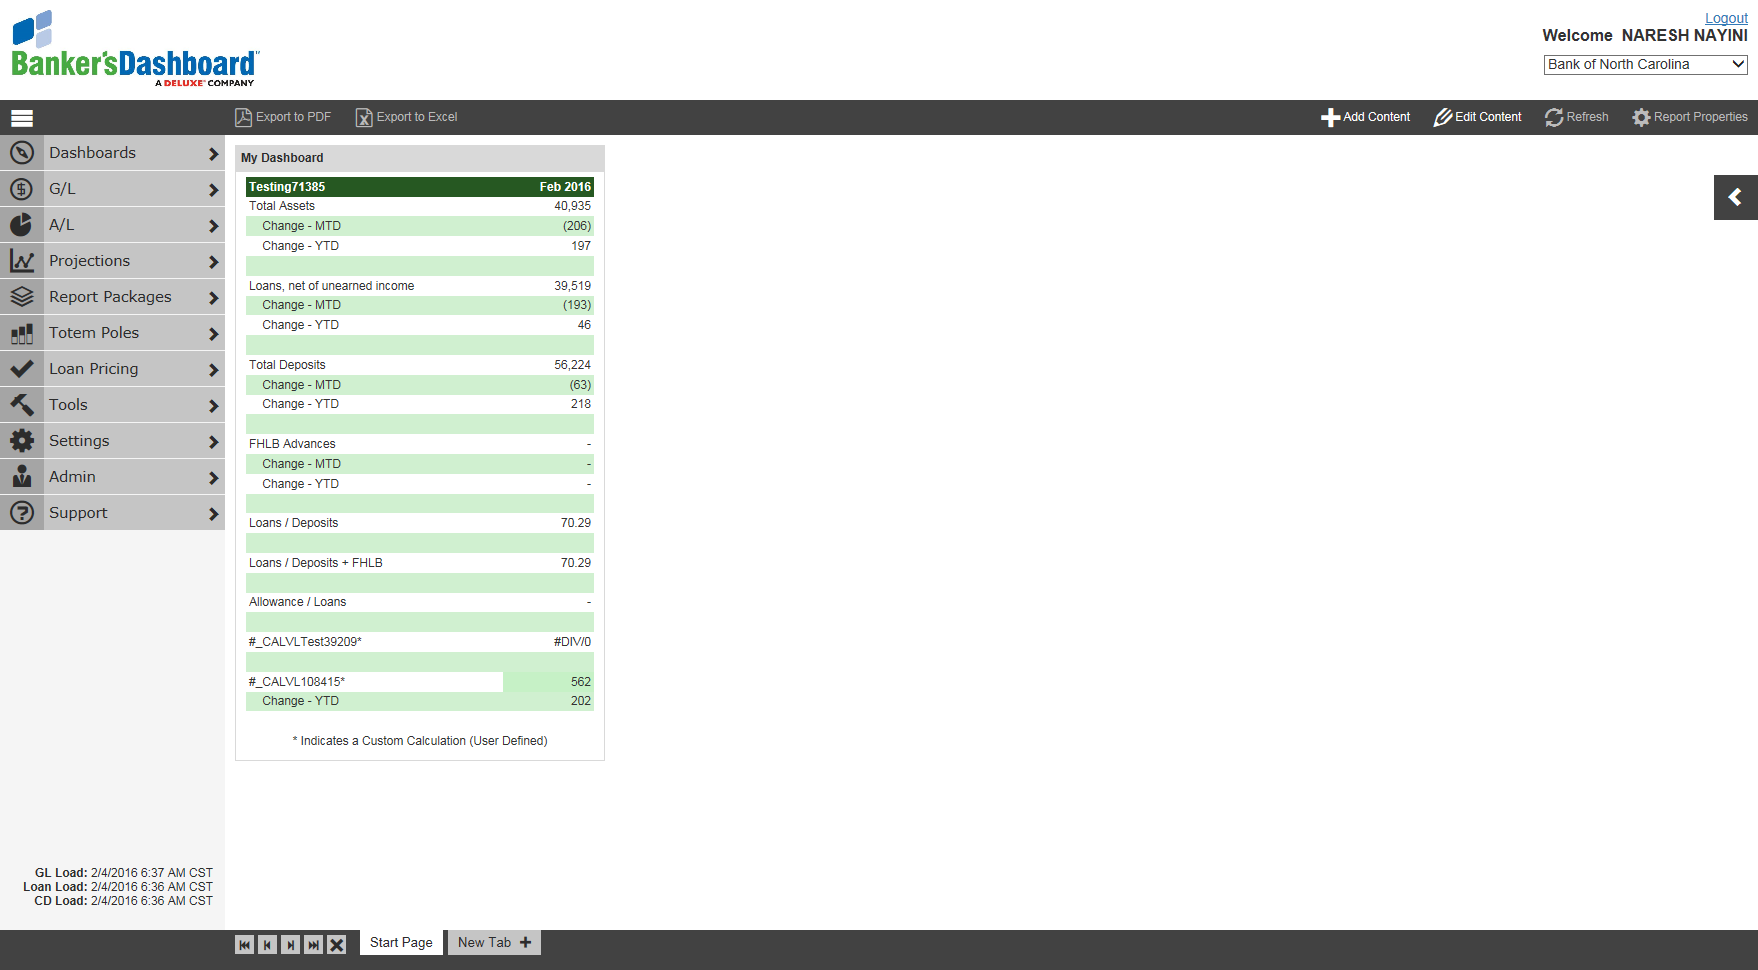 Logout
Welcome NARESH NAYINI
Bank of North Carolina
Banker'sDashboard
A DELUXE COMPANY
Export to PDF Export to Excel Add Content Edit Content Refresh Report Properties
Dashboards
G/L
A/L
Projections
Report Packages
Totem Poles
Loan Pricing
Tools
Settings
Admin
Support
My Dashboard
Testing71385 Feb 2016
Total Assets 40,935
Change - MTD (206)
Change - YTD 197
Loans, net of unearned income 39,519
Change - MTD (193)
Change - YTD 46
Total Deposits 56,224
Change - MTD (63)
Change - YTD 218
FHLB Advances -
Change - MTD -
Change - YTD -
Loans / Deposits 70.29
Loans / Deposits + FHLB 70.29
Allowance / Loans -
#_CALVLTest39209* #DIV/0
#_CALVL108415* 562
Change - YTD 202
* Indicates a Custom Calculation (User Defined)
GL Load: 2/4/2016 6:37 AM CST
Loan Load: 2/4/2016 6:36 AM CST
CD Load: 2/4/2016 6:36 AM CST
Start Page New Tab